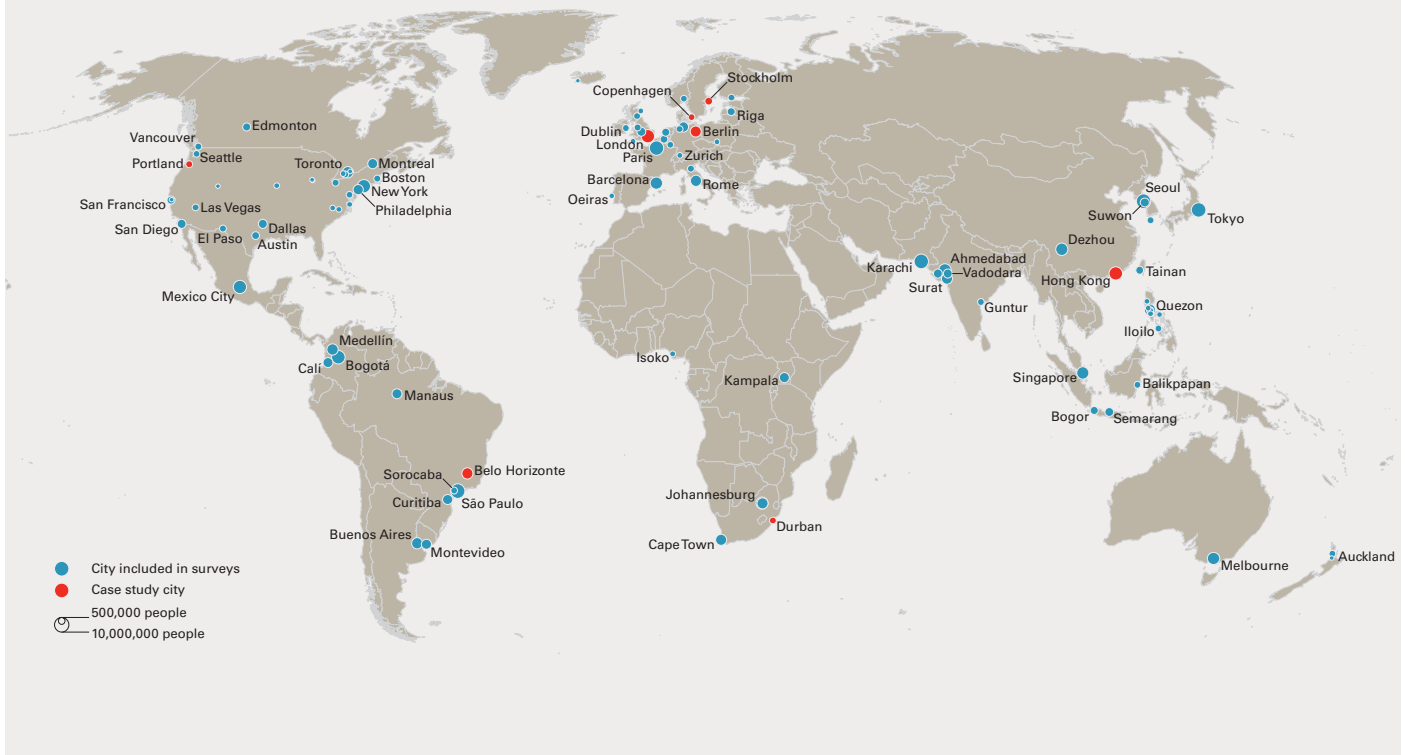 Stockholm
Copenhagen
Riga
Edmonton
Dublin
Berlin
Vancouver
London
Seattle
Paris
Zurich
Portland
Toronto
Montreal
Boston
New York
Barcelona
Rome
Oeiras
San Francisco
Las Vegas
Philadelphia
Seoul
Suwon
Tokyo
San Diego
Dallas
El Paso
Austin
Dezhou
Ahmedabad
Karachi
Vadodara
Tainan
Hong Kong
Surat
Mexico City
Guntur
Quezon
Iloilo
Medellín
Calí
Bogotá
Isoko
Kampala
Singapore
Balikpapan
Manaus
Bogor
Semarang
Belo Horizonte
Sorocaba
São Paulo
Curitiba
Johannesburg
Durban
Buenos Aires
Montevideo
Cape Town
Auckland
Melbourne
City included in surveys
Case study city
500,000 people
10,000,000 people